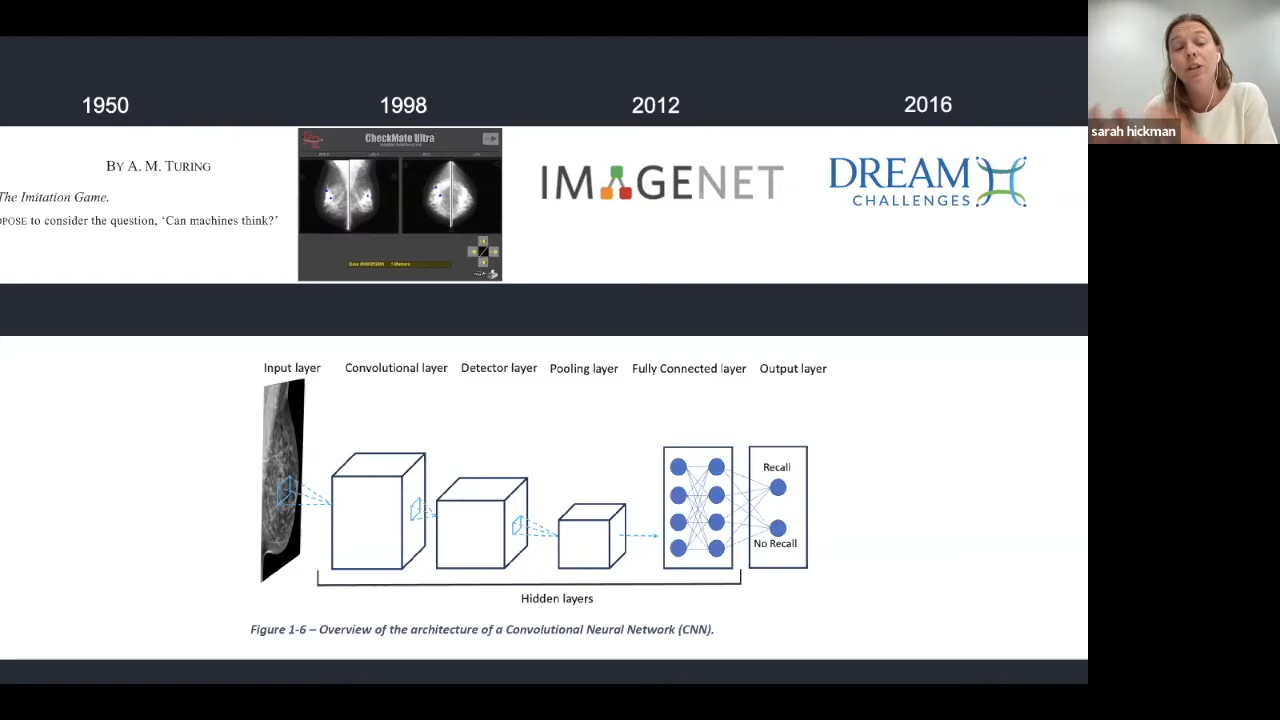 1950
1998
2012
2016
BY A. M. TURING
The Imitation Game.
to consider the question, ‘Can machines think?’
CheckMate Ultra
IMAGENET
DREAM
CHALLENGES
sarah hickman
Input layer
Convolutional layer
Detector layer
Pooling layer
Fully Connected layer
Output layer
Recall
No Recall
Hidden layers
Figure 1-6 – Overview of the architecture of a Convolutional Neural Network (CNN).